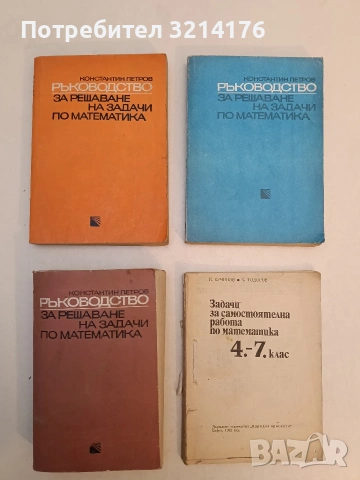 Потребител 3214176
КОНСТАНТИН ПЕТРОВ
РЪКОВОДСТВО
ЗА РЕШАВАНЕ
НА ЗАДАЧИ
ПО МАТЕМАТИКА
КОНСТАНТИН ПЕТРОВ
РЪКОВОДСТВО
ЗА РЕШАВАНЕ
НА ЗАДАЧИ
ПО МАТЕМАТИКА
КОНСТАНТИН ПЕТРОВ
РЪКОВОДСТВО
ЗА РЕШАВАНЕ
НА ЗАДАЧИ
ПО МАТЕМАТИКА
Задачи
за самостоятелна
работа
по математика
4.–7. клас
BAZAR